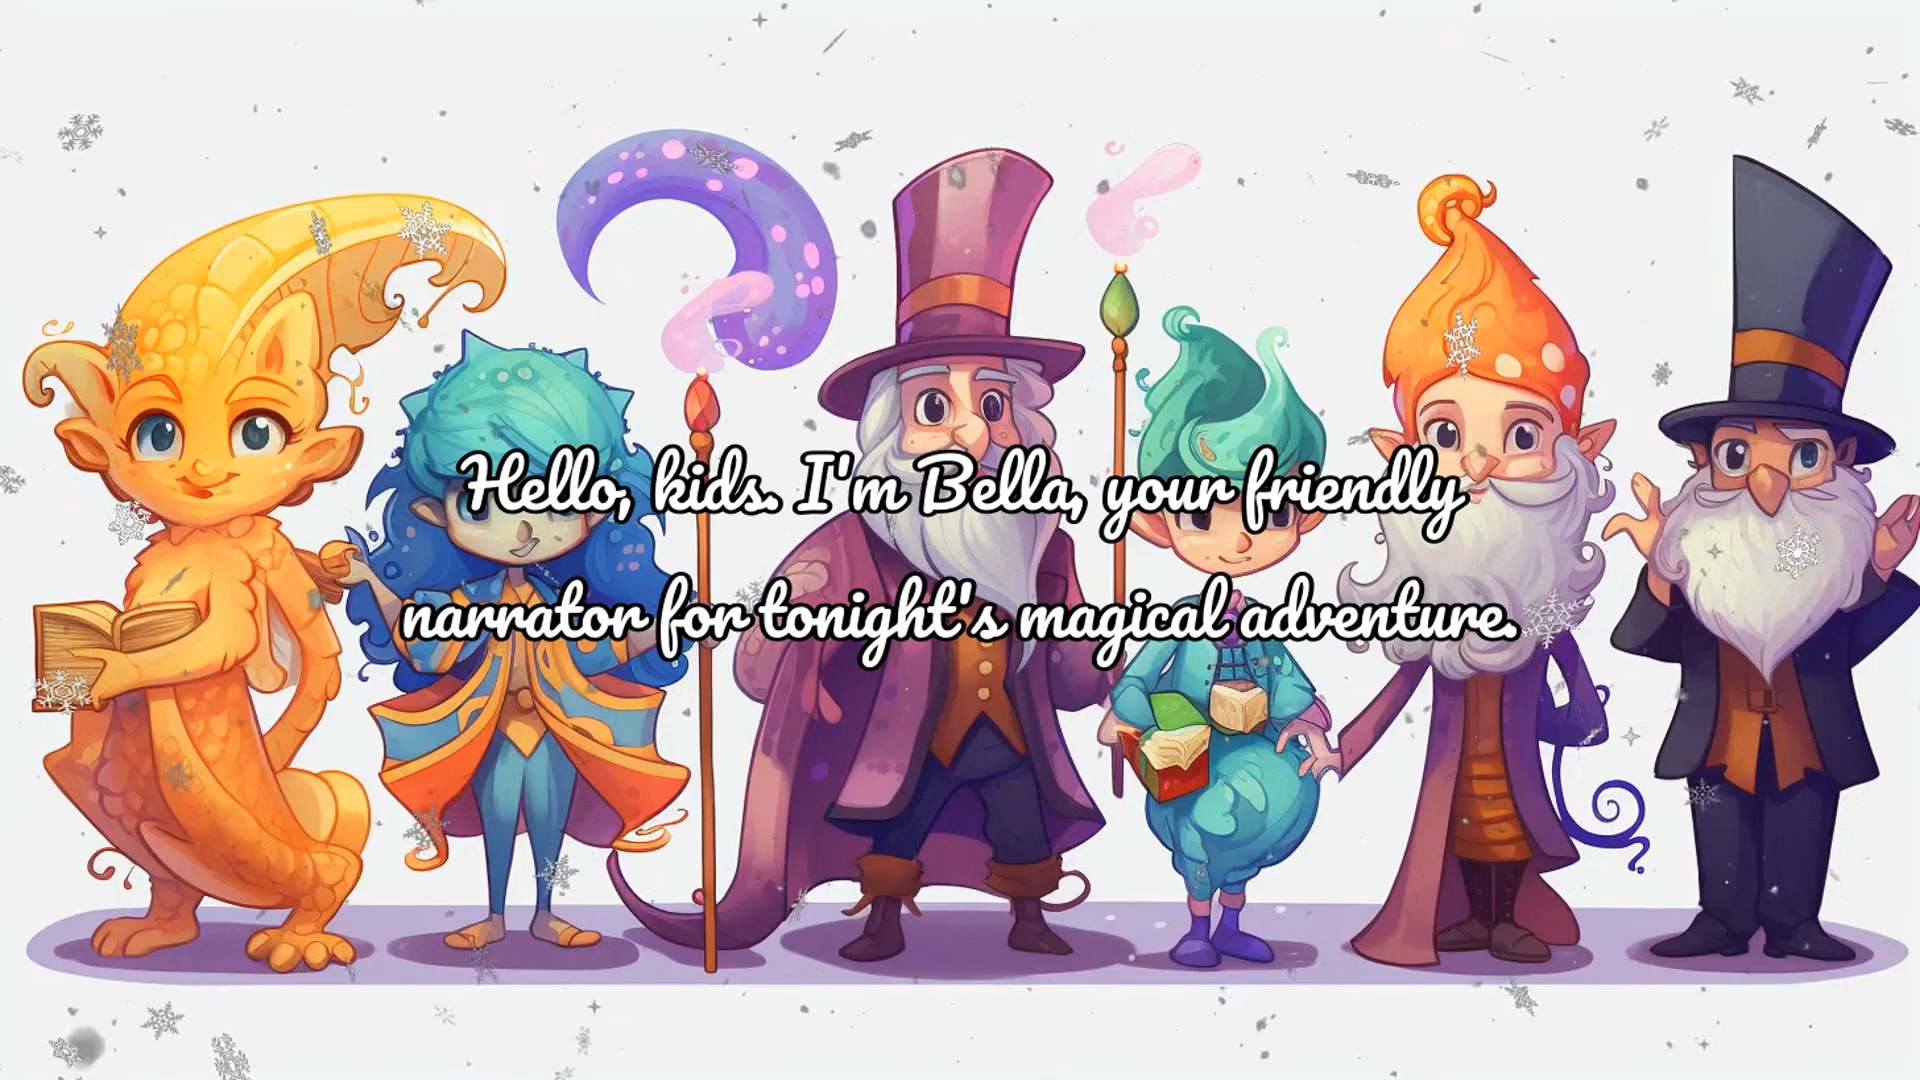 Hello, kids. I'm Bella, your friendly
narrator for tonight's magical adventure.